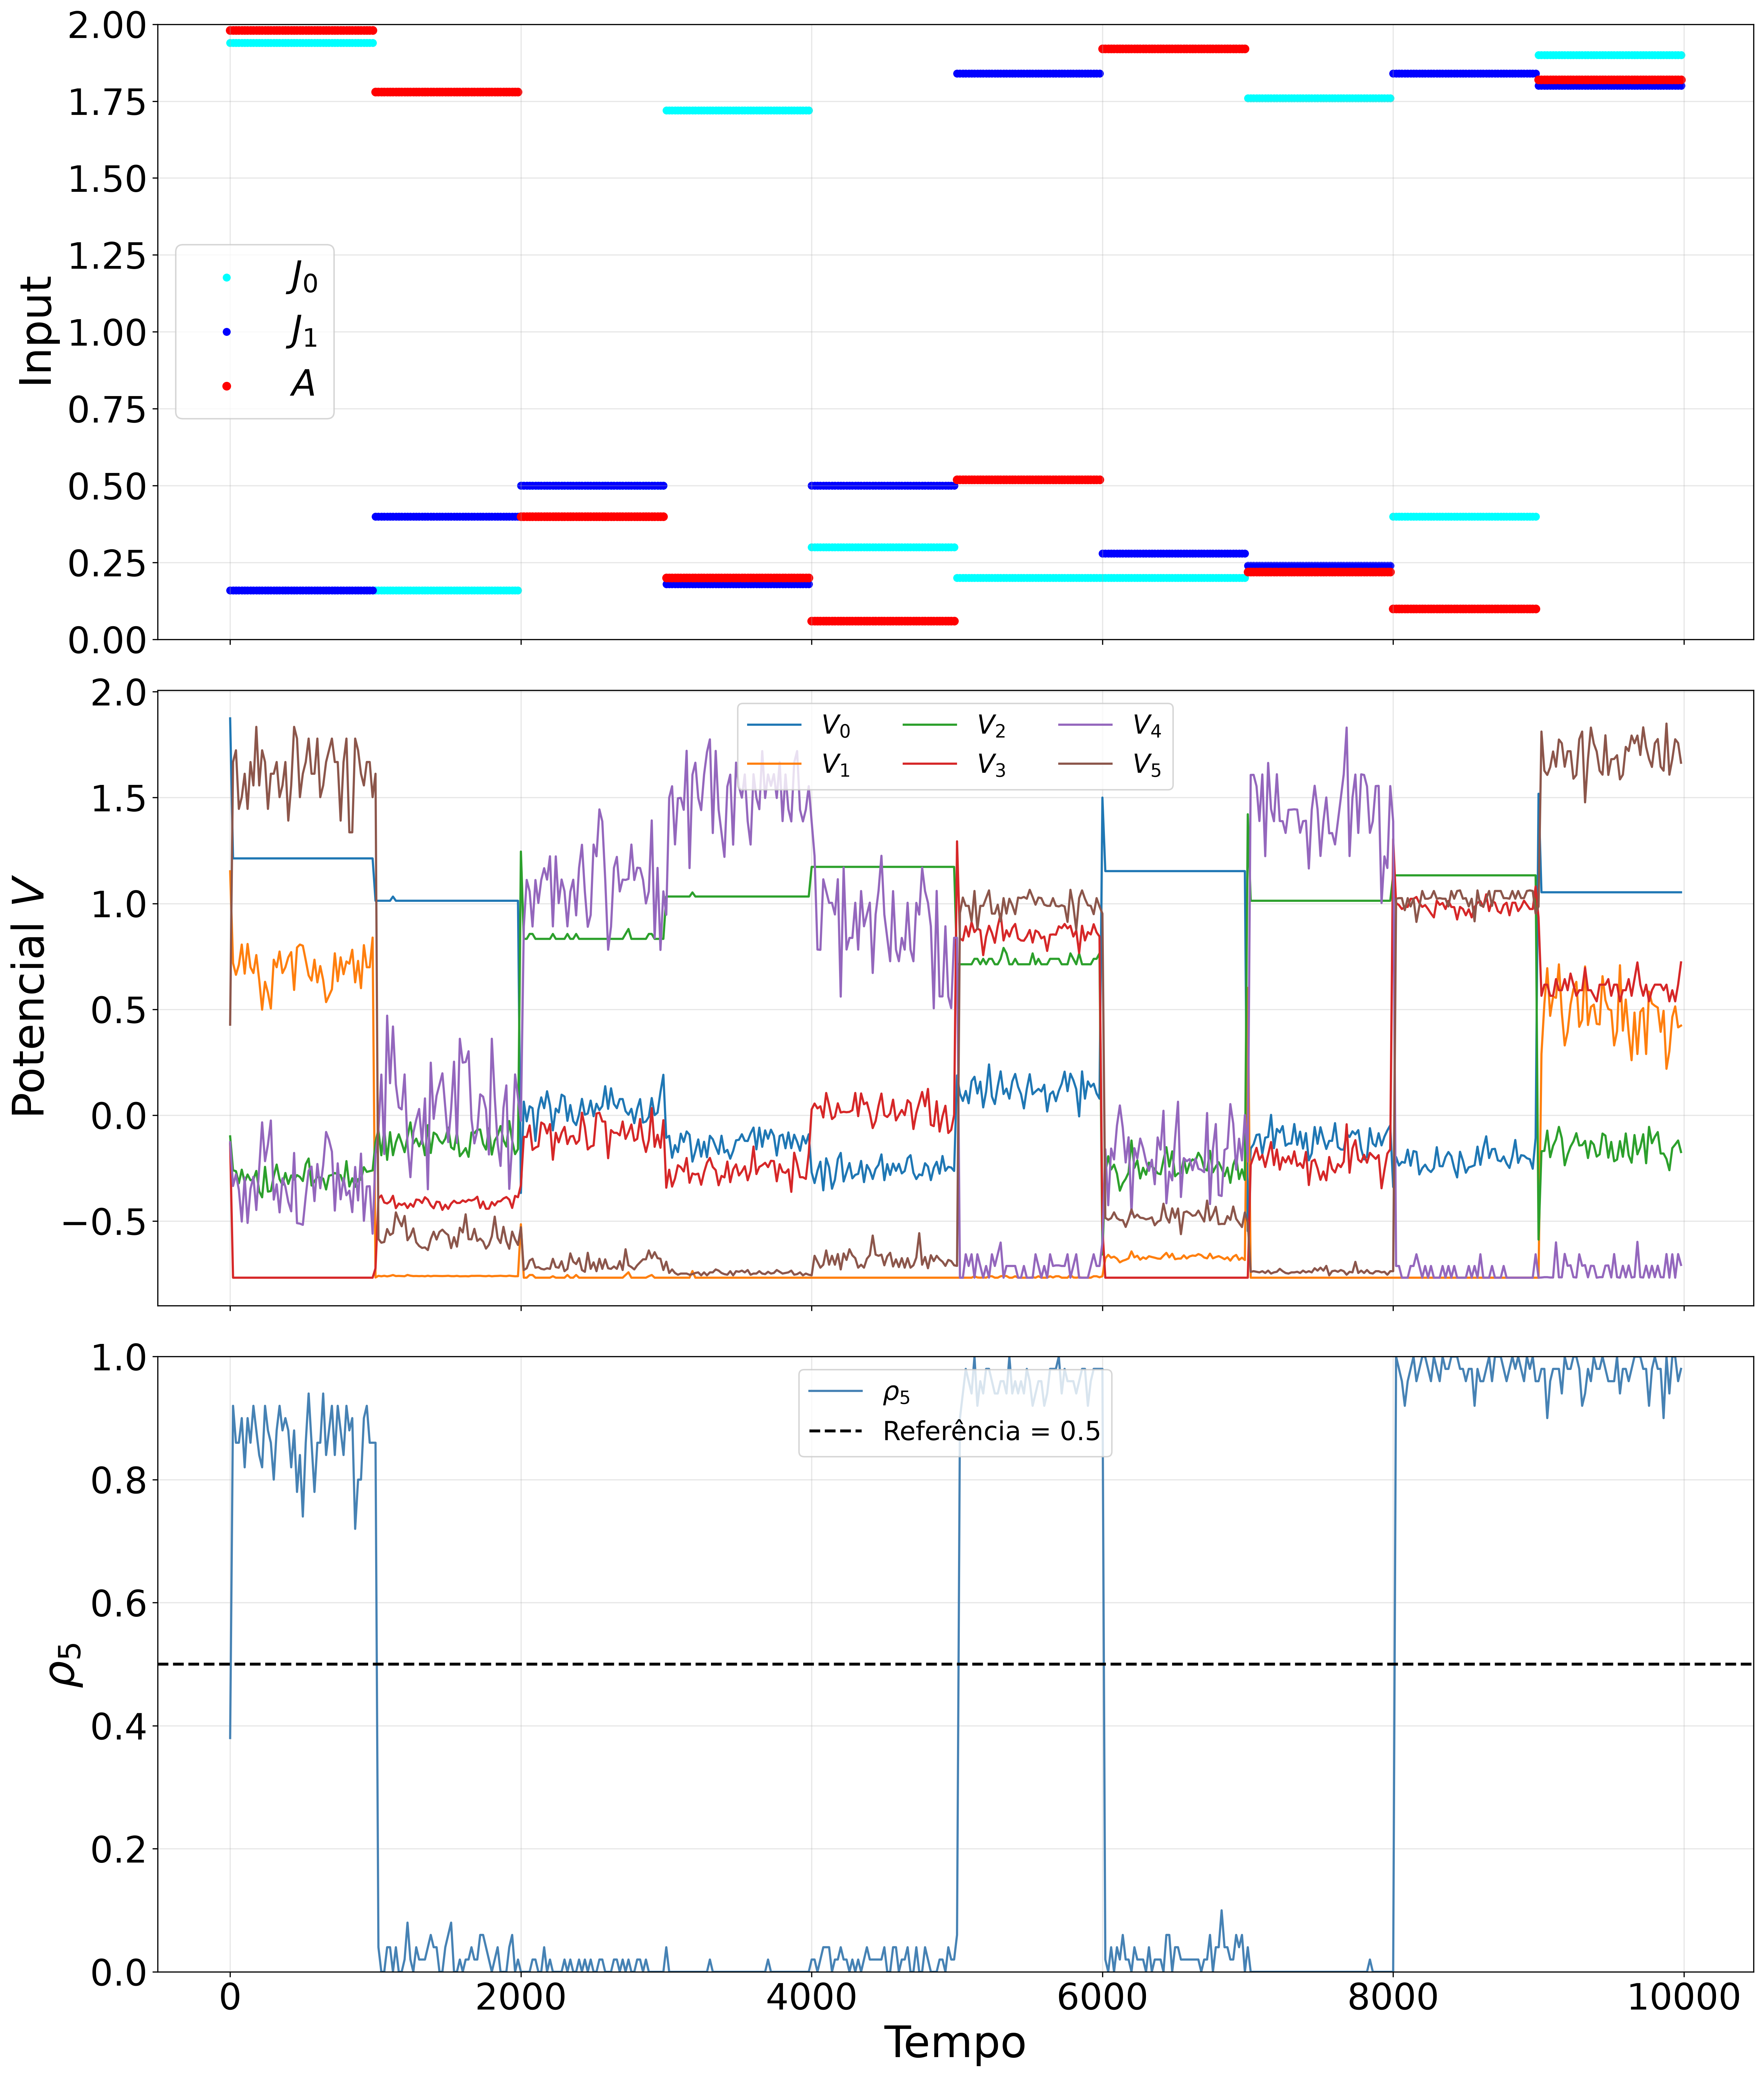 2.00
1.75
1.50
1.25
1.00
0.75
0.50
0.25
0.00
Input
J₀
J₁
A
2.0
1.5
1.0
0.5
0.0
−0.5
Potencial V
V₀ V₂ V₄
V₁ V₃ V₅
1.0
0.8
0.6
0.4
0.2
0.0
ρ₅
ρ₅
Referência = 0.5
0 2000 4000 6000 8000 10000
Tempo